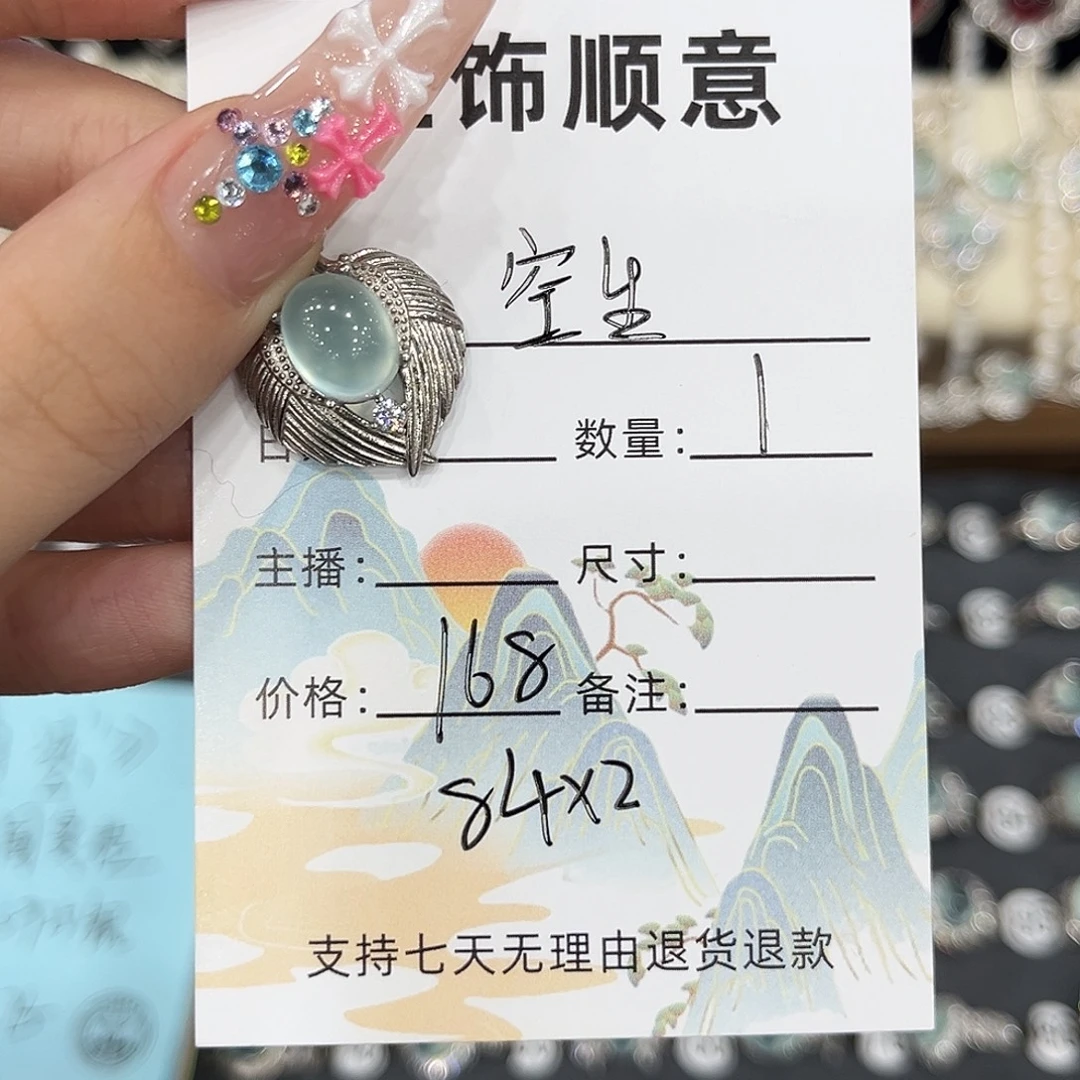 饰顺意
空生
数量: 1
主播: 尺寸:
价格: 168 备注:
84x2
支持七天无理由退货退款